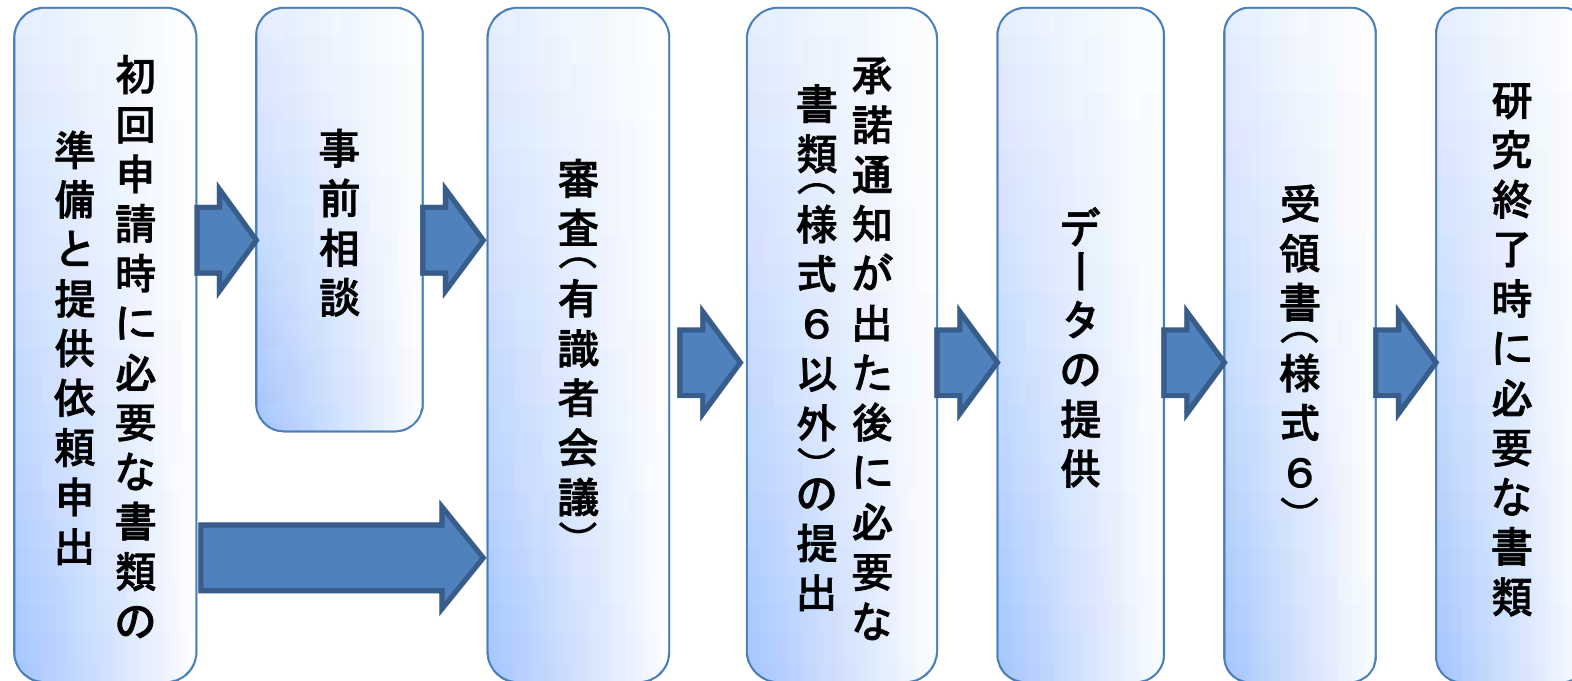 初回申請時に必要な書類の
準備と提供依頼申出
事前相談
審査（有識者会議）
承諾通知が出た後に必要な
書類（様式６以外）の提出
データの提供
受領書（様式６）
研究終了時に必要な書類